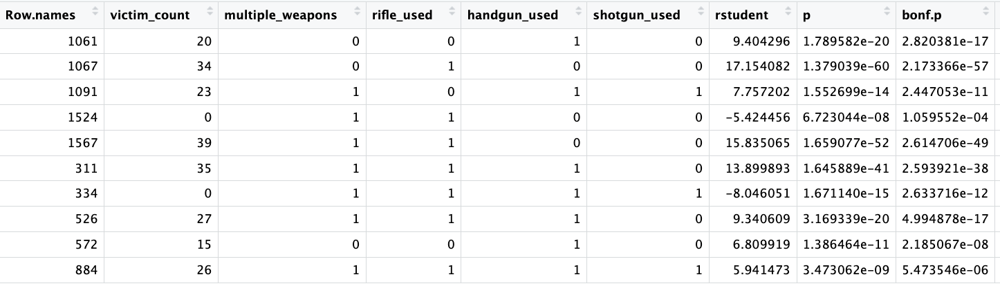 Row.names victim_count multiple_weapons rifle_used handgun_used shotgun_used rstudent p bonf.p
1061 20 0 0 1 0 9.404296 1.789582e-20 2.820381e-17
1067 34 0 1 0 0 17.154082 1.379039e-60 2.173366e-57
1091 23 1 0 1 1 7.757202 1.552699e-14 2.447053e-11
1524 0 1 1 0 0 -5.424456 6.723044e-08 1.059552e-04
1567 39 1 1 0 0 15.835065 1.659077e-52 2.614706e-49
311 35 1 1 1 0 13.899893 1.645889e-41 2.593921e-38
334 0 1 1 1 1 -8.046051 1.671140e-15 2.633716e-12
526 27 1 1 1 0 9.340609 3.169339e-20 4.994878e-17
572 15 0 0 1 0 6.809919 1.386464e-11 2.185067e-08
884 26 1 1 1 1 5.941473 3.473062e-09 5.473546e-06